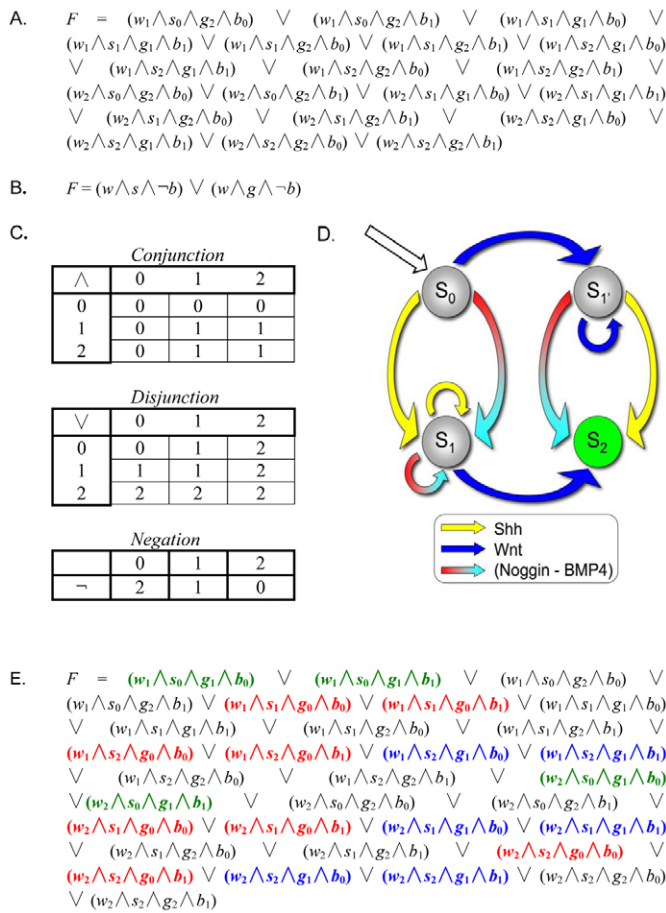 A. F = (w₁∧s₀∧g₂∧b₀) ∨ (w₁∧s₀∧g₂∧b₁) ∨ (w₁∧s₁∧g₁∧b₀) ∨
(w₁∧s₁∧g₁∧b₁) ∨ (w₁∧s₁∧g₂∧b₀) ∨ (w₁∧s₁∧g₂∧b₁) ∨ (w₁∧s₂∧g₁∧b₀)
∨ (w₁∧s₂∧g₁∧b₁) ∨ (w₁∧s₂∧g₂∧b₀) ∨ (w₁∧s₂∧g₂∧b₁) ∨
(w₂∧s₀∧g₂∧b₀) ∨ (w₂∧s₀∧g₂∧b₁) ∨ (w₂∧s₁∧g₁∧b₀) ∨ (w₂∧s₁∧g₁∧b₁)
∨ (w₂∧s₁∧g₂∧b₀) ∨ (w₂∧s₁∧g₂∧b₁) ∨ (w₂∧s₂∧g₁∧b₀) ∨
(w₂∧s₂∧g₁∧b₁) ∨ (w₂∧s₂∧g₂∧b₀) ∨ (w₂∧s₂∧g₂∧b₁)
B. F = (w∧s∧¬b) ∨ (w∧g∧¬b)
C.
Conjunction
∧ 0 1 2
0 0 0 0
1 0 1 1
2 0 1 1
Disjunction
∨ 0 1 2
0 0 1 2
1 1 1 2
2 2 2 2
Negation
0 1 2
¬ 2 1 0
D.
S₀
S₁'
S₁
S₂
Shh
Wnt
(Noggin - BMP4)
E. F = (w₁∧s₀∧g₁∧b₀) ∨ (w₁∧s₀∧g₁∧b₁) ∨ (w₁∧s₀∧g₂∧b₀) ∨
(w₁∧s₀∧g₂∧b₁) ∨ (w₁∧s₁∧g₀∧b₀) ∨ (w₁∧s₁∧g₀∧b₁) ∨ (w₁∧s₁∧g₁∧b₀)
∨ (w₁∧s₁∧g₁∧b₁) ∨ (w₁∧s₁∧g₂∧b₀) ∨ (w₁∧s₁∧g₂∧b₁) ∨
(w₁∧s₂∧g₀∧b₀) ∨ (w₁∧s₂∧g₀∧b₁) ∨ (w₁∧s₂∧g₁∧b₀) ∨ (w₁∧s₂∧g₁∧b₁)
∨ (w₁∧s₂∧g₂∧b₀) ∨ (w₁∧s₂∧g₂∧b₁) ∨ (w₂∧s₀∧g₁∧b₀)
∨(w₂∧s₀∧g₁∧b₁) ∨ (w₂∧s₀∧g₂∧b₀) ∨ (w₂∧s₀∧g₂∧b₁) ∨
(w₂∧s₁∧g₀∧b₀) ∨ (w₂∧s₁∧g₀∧b₁) ∨ (w₂∧s₁∧g₁∧b₀) ∨ (w₂∧s₁∧g₁∧b₁)
∨ (w₂∧s₁∧g₂∧b₀) ∨ (w₂∧s₁∧g₂∧b₁) ∨ (w₂∧s₂∧g₀∧b₀) ∨
(w₂∧s₂∧g₀∧b₁) ∨ (w₂∧s₂∧g₁∧b₀) ∨ (w₂∧s₂∧g₁∧b₁) ∨ (w₂∧s₂∧g₂∧b₀)
∨ (w₂∧s₂∧g₂∧b₁)